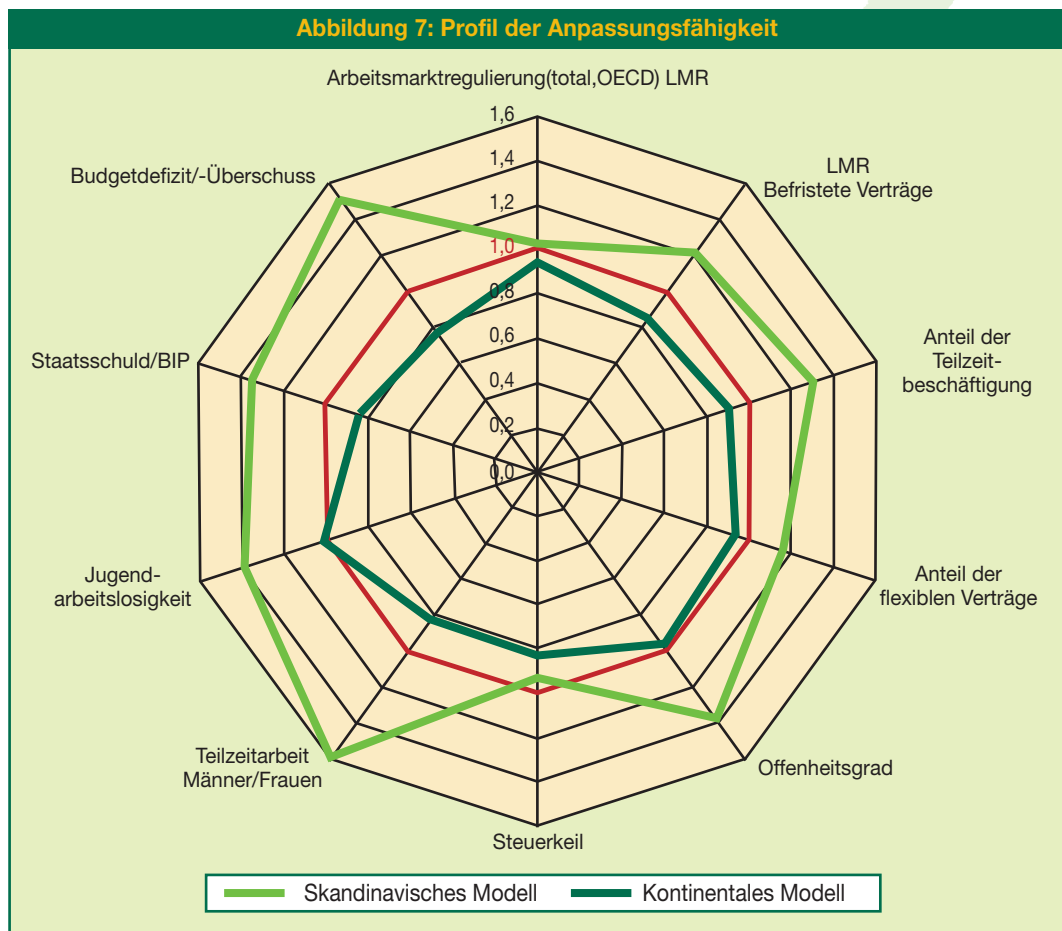 Abbildung 7: Profil der Anpassungsfähigkeit
Arbeitsmarktregulierung(total,OECD) LMR
1,6
1,4
1,2
1,0
0,8
0,6
0,4
0,2
0,0
LMR
Befristete Verträge
Anteil der
Teilzeit-
beschäftigung
Anteil der
flexiblen Verträge
Offenheitsgrad
Steuerkeil
Teilzeitarbeit
Männer/Frauen
Jugend-
arbeitslosigkeit
Staatsschuld/BIP
Budgetdefizit/-Überschuss
Skandinavisches Modell
Kontinentales Modell